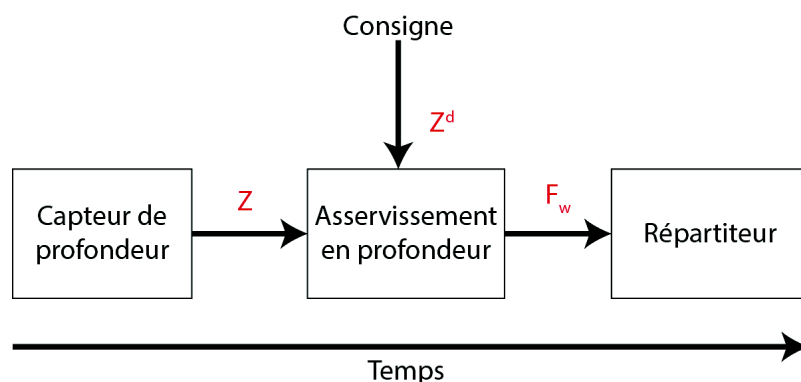 Consigne
Z^d
Capteur de
profondeur
Z
Asservissement
en profondeur
F_w
Répartiteur
Temps